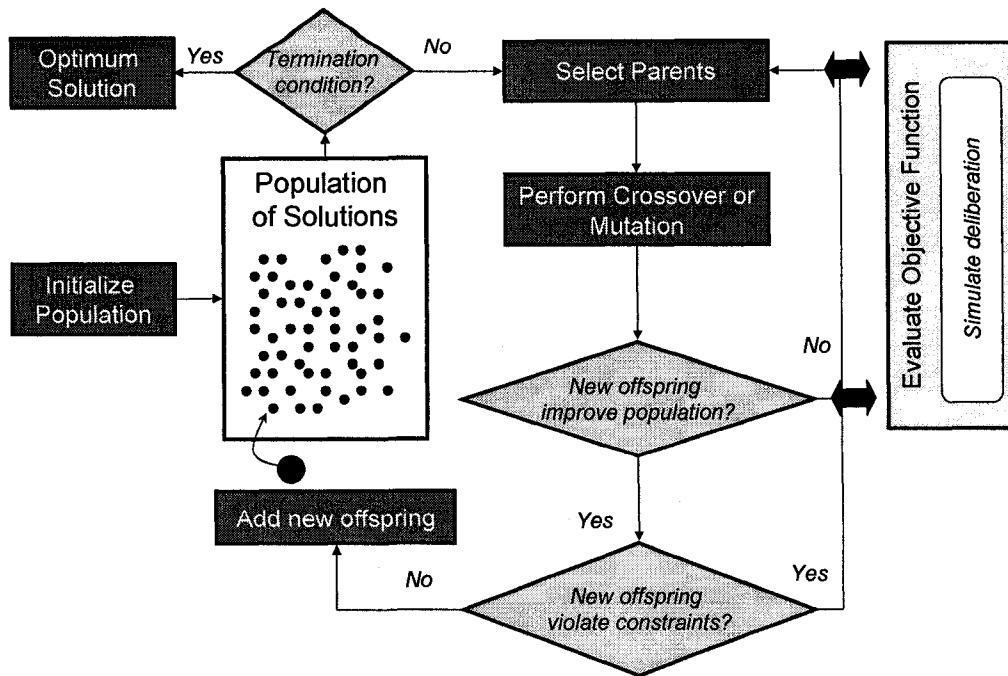 Optimum
Solution
Yes
Termination
condition?
No
Select Parents
Population
of Solutions
Perform Crossover or
Mutation
Initialize
Population
Evaluate Objective Function
Simulate deliberation
No
New offspring
improve population?
Add new offspring
Yes
No
Yes
New offspring
violate constraints?